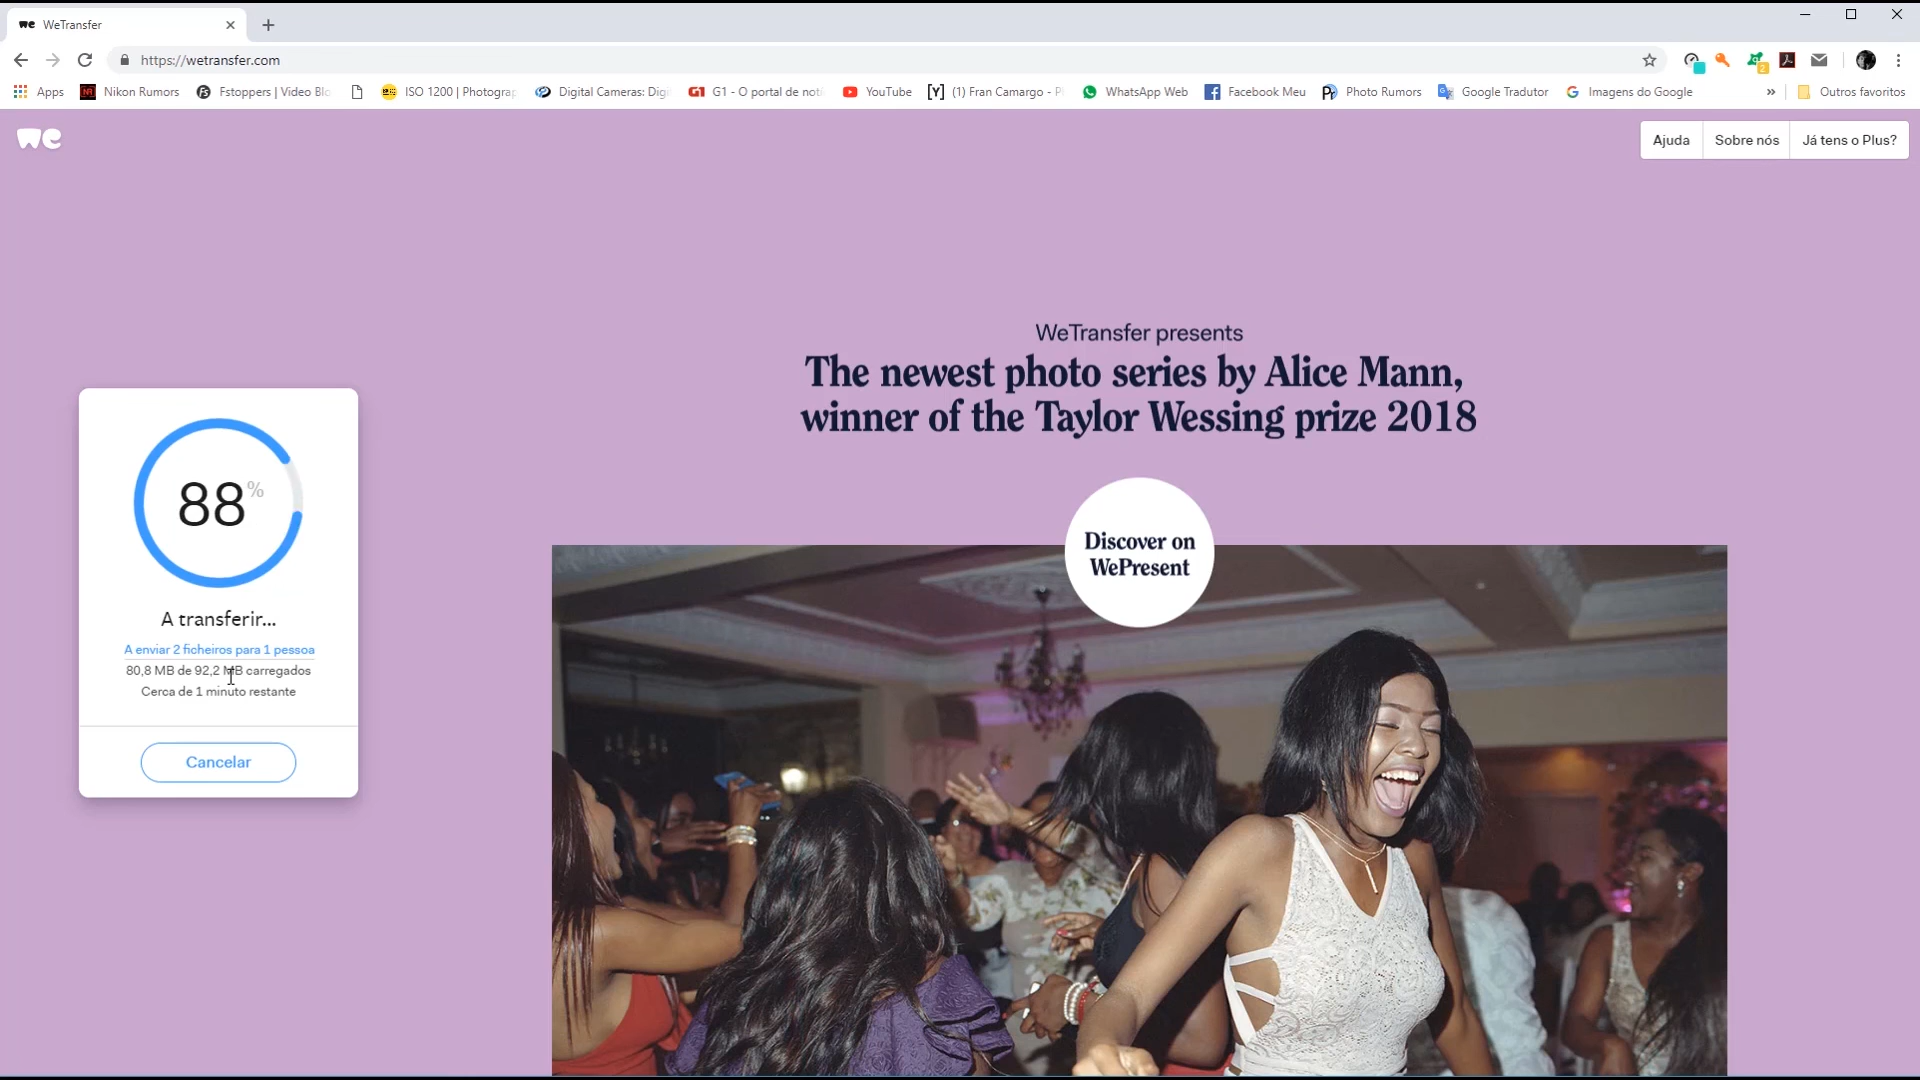 we WeTransfer
https://wetransfer.com
Apps Nikon Rumors Fstoppers | Video Blo ISO 1200 | Photograp Digital Cameras: Dig G1 - O portal de not YouTube (1) Fran Camargo - P WhatsApp Web Facebook Meu Photo Rumors Google Tradutor Imagens do Google » Outros favoritos
we
Ajuda Sobre nós Já tens o Plus?
WeTransfer presents
The newest photo series by Alice Mann,
winner of the Taylor Wessing prize 2018
Discover on
WePresent
88%
A transferir...
A enviar 2 ficheiros para 1 pessoa
80,8 MB de 92,2 MB carregados
Cerca de 1 minuto restante
Cancelar